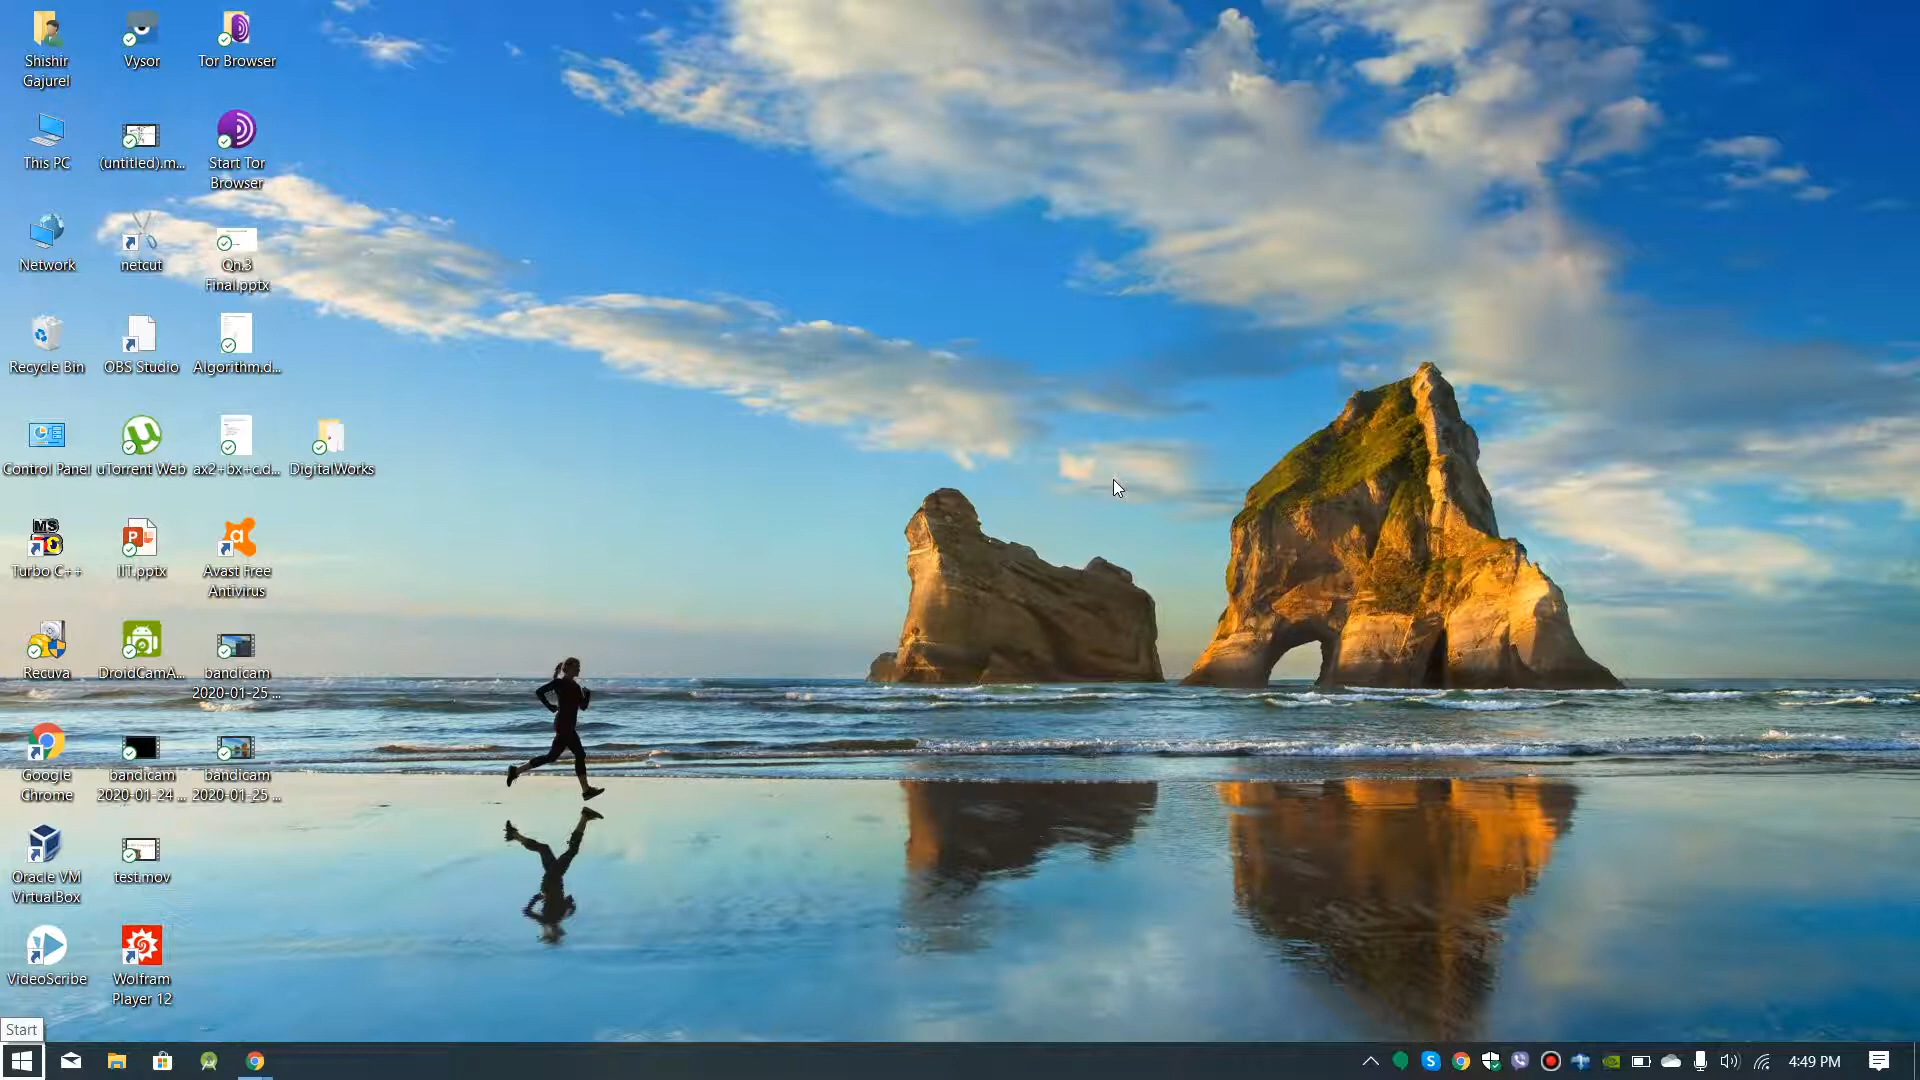 Shishir
Gajurel
Vysor
Tor Browser
This PC
(untitled).m...
Start Tor
Browser
Network
netcut
Qn.3
Final.pptx
Recycle Bin
OBS Studio
Algorithm.d...
Control Panel
uTorrent Web
ax2+bx+c.d...
DigitalWorks
MS
Turbo C++
IIT.pptx
Avast Free
Antivirus
Recuva
DroidCamA...
bandicam
2020-01-25 ...
Google
Chrome
bandicam
2020-01-24 ...
bandicam
2020-01-25 ...
Oracle VM
VirtualBox
test.mov
VideoScribe
Wolfram
Player 12
Start
4:49 PM